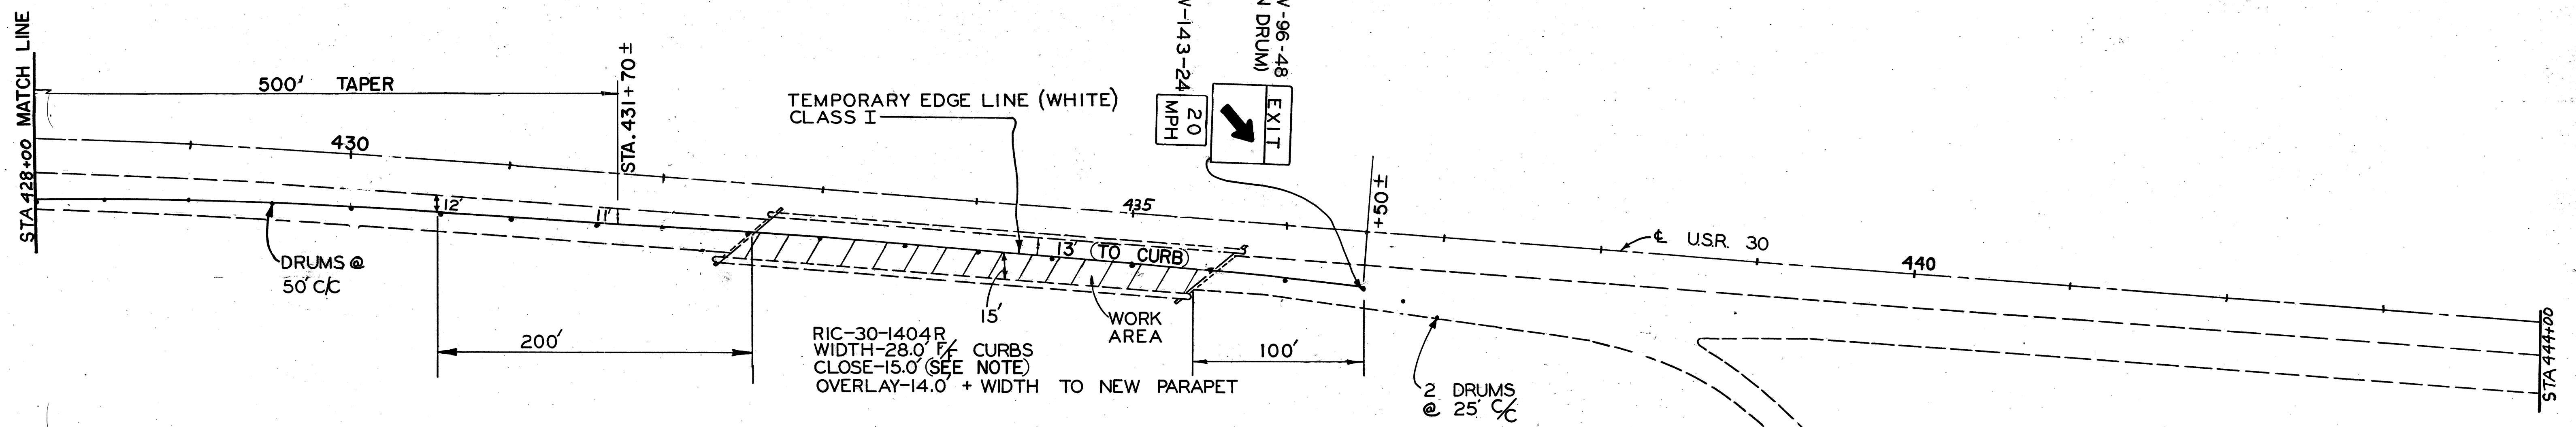 STA 428+00 MATCH LINE
500' TAPER
STA. 431+70±
430
12'
11'
DRUMS @
50' C/C
200'
TEMPORARY EDGE LINE (WHITE)
CLASS I
W-143-24
20
MPH
W-96-48
N DRUM)
EXIT
435
+50±
13' (TO CURB)
15'
WORK
AREA
100'
RIC-30-1404R
WIDTH-28.0' F/F CURBS
CLOSE-15.0' (SEE NOTE)
OVERLAY-14.0' + WIDTH TO NEW PARAPET
2 DRUMS
@ 25' C/C
℄ U.S.R. 30
440
STA 444+00